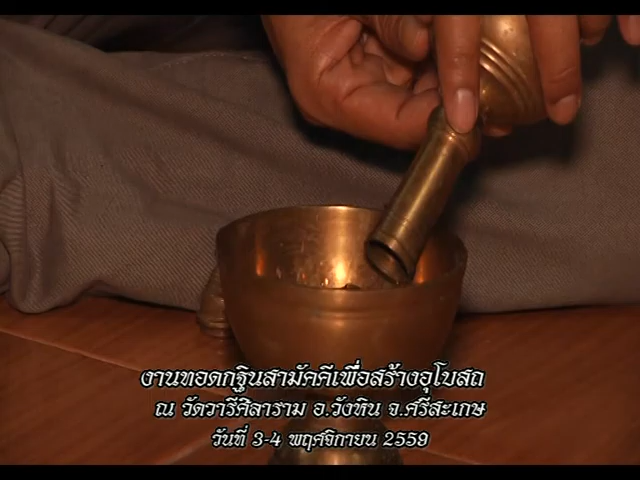 งานทอดกฐินสามัคคีเพื่อสร้างอุโบสถ
ณ วัดวารีศิลาราม อ.วังหิน จ.ศรีสะเกษ
วันที่ 3-4 พฤศจิกายน 2559